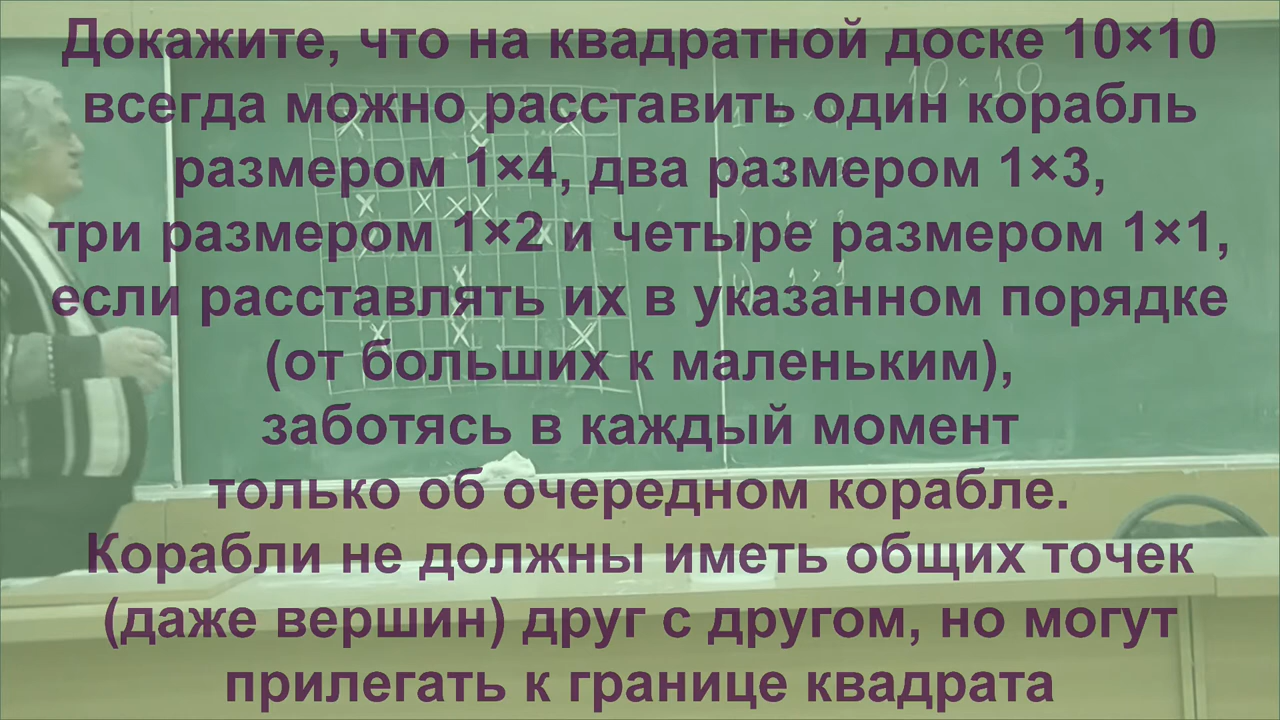 Докажите, что на квадратной доске 10×10
всегда можно расставить один корабль
размером 1×4, два размером 1×3,
три размером 1×2 и четыре размером 1×1,
если расставлять их в указанном порядке
(от больших к маленьким),
заботясь в каждый момент
только об очередном корабле.
Корабли не должны иметь общих точек
(даже вершин) друг с другом, но могут
прилегать к границе квадрата
10×10